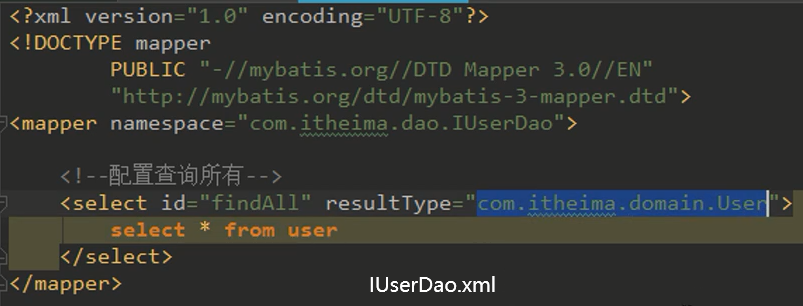 <?xml version="1.0" encoding="UTF-8"?>
<!DOCTYPE mapper
PUBLIC "-//mybatis.org//DTD Mapper 3.0//EN"
"http://mybatis.org/dtd/mybatis-3-mapper.dtd">
<mapper namespace="com.itheima.dao.IUserDao">
<!--配置查询所有-->
<select id="findAll" resultType="com.itheima.domain.User">
select * from user
</select>
</mapper>
IUserDao.xml